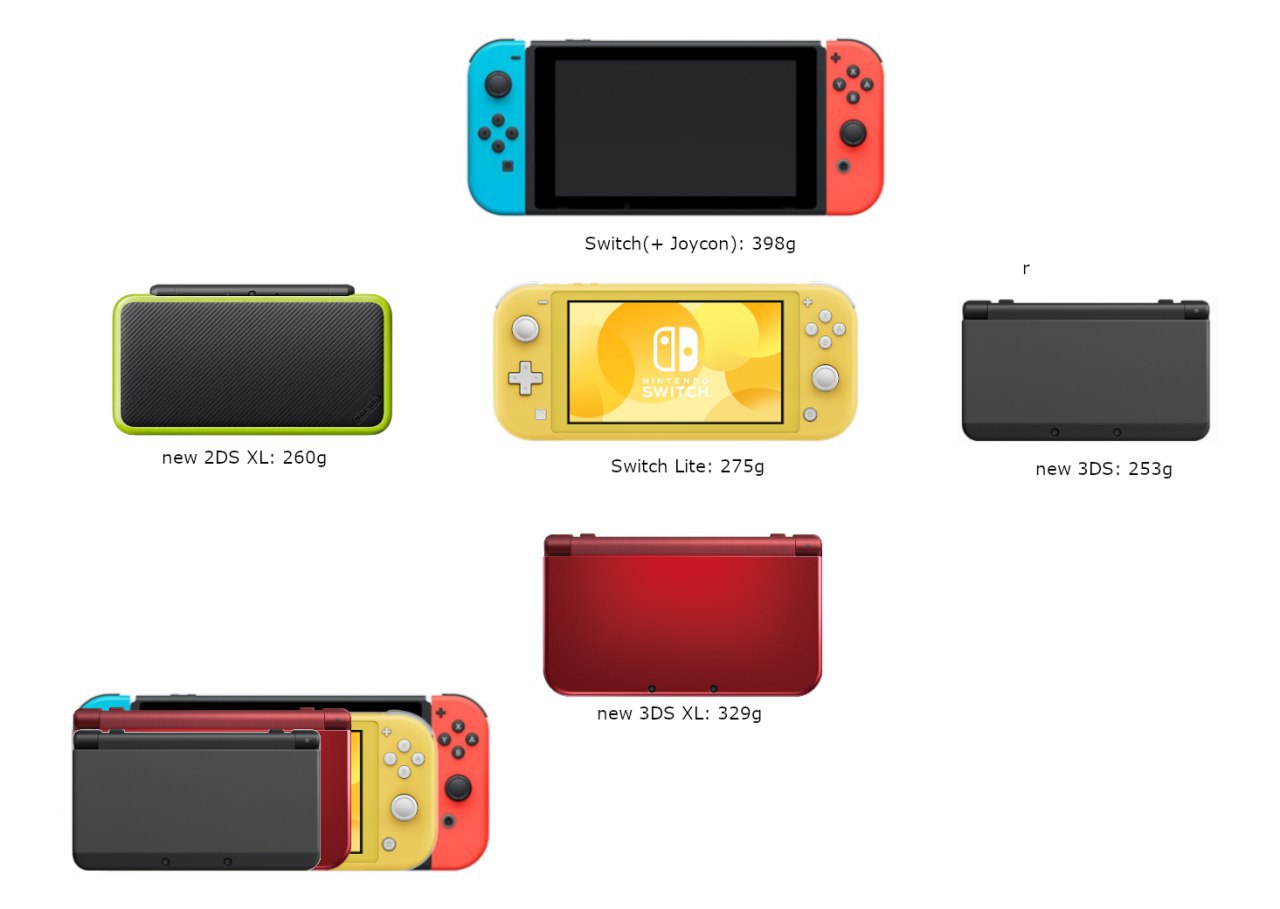 Switch(+ Joycon): 398g
r
NINTENDO
SWITCH
new 2DS XL: 260g
Switch Lite: 275g
new 3DS: 253g
new 3DS XL: 329g